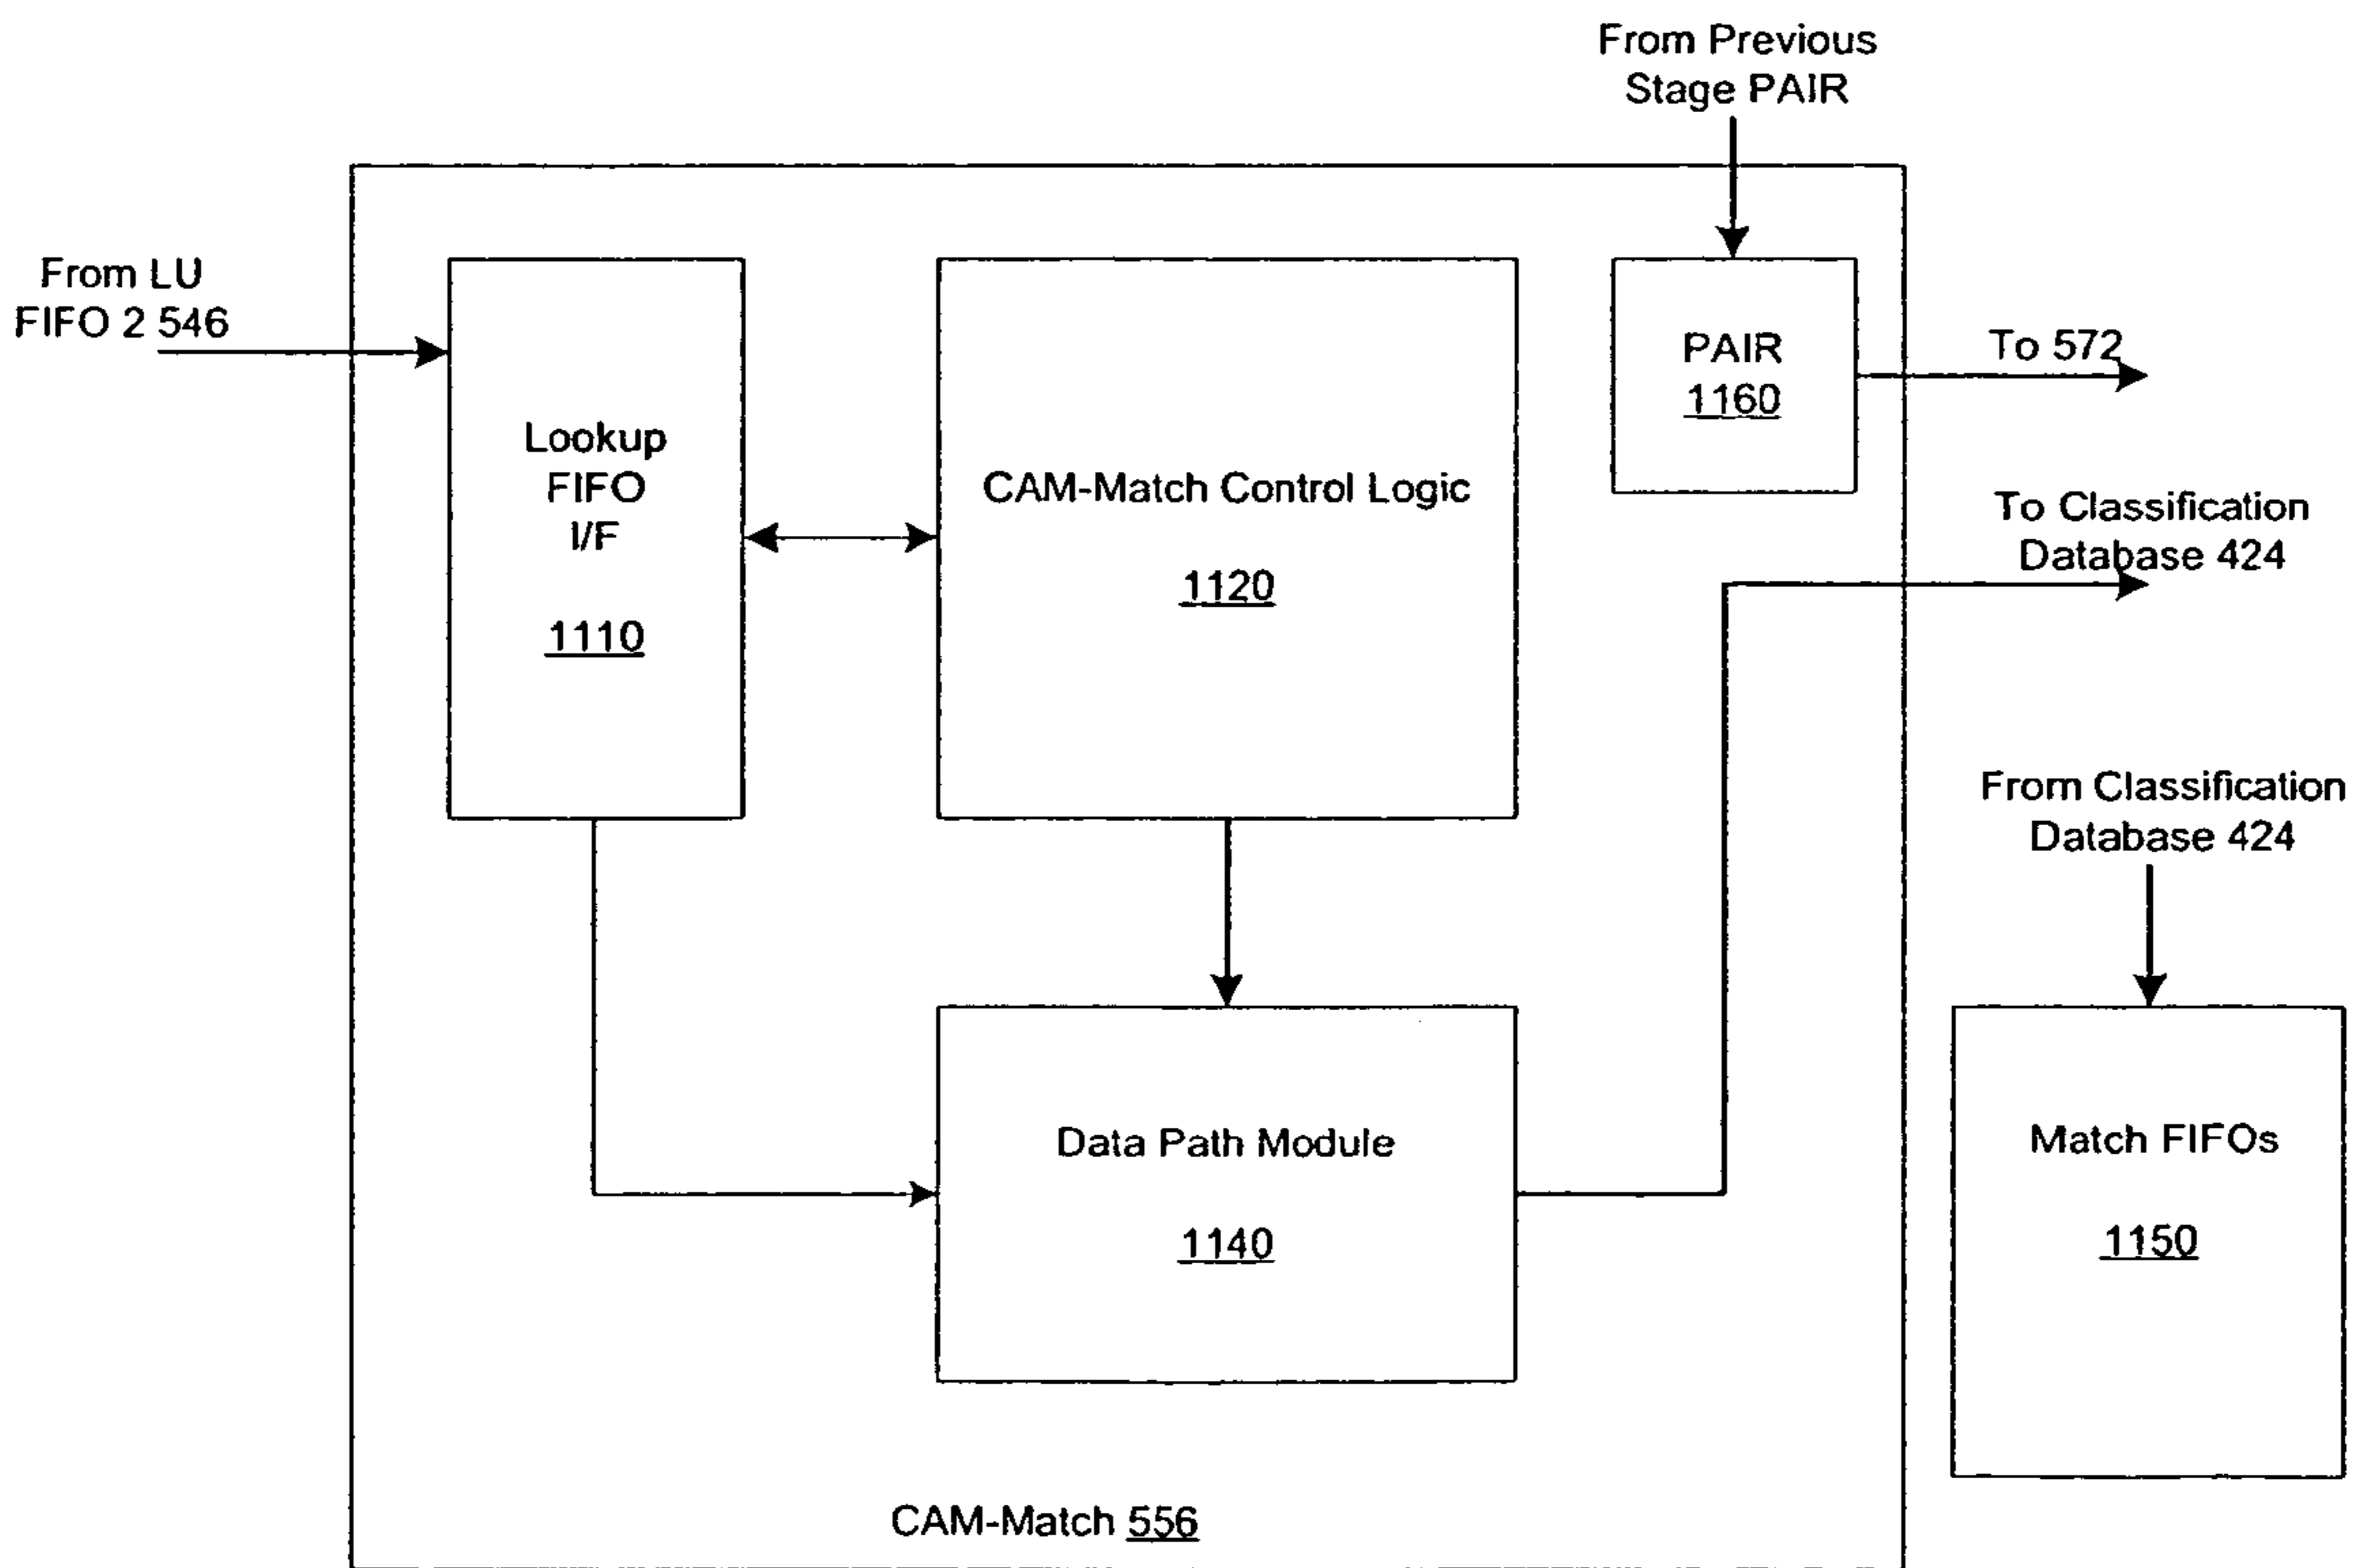 From Previous
Stage PAIR
From LU
FIFO 2 546
Lookup
FIFO
I/F
1110
CAM-Match Control Logic
1120
PAIR
1160
To 572
To Classification
Database 424
From Classification
Database 424
Data Path Module
1140
Match FIFOs
1150
CAM-Match 556